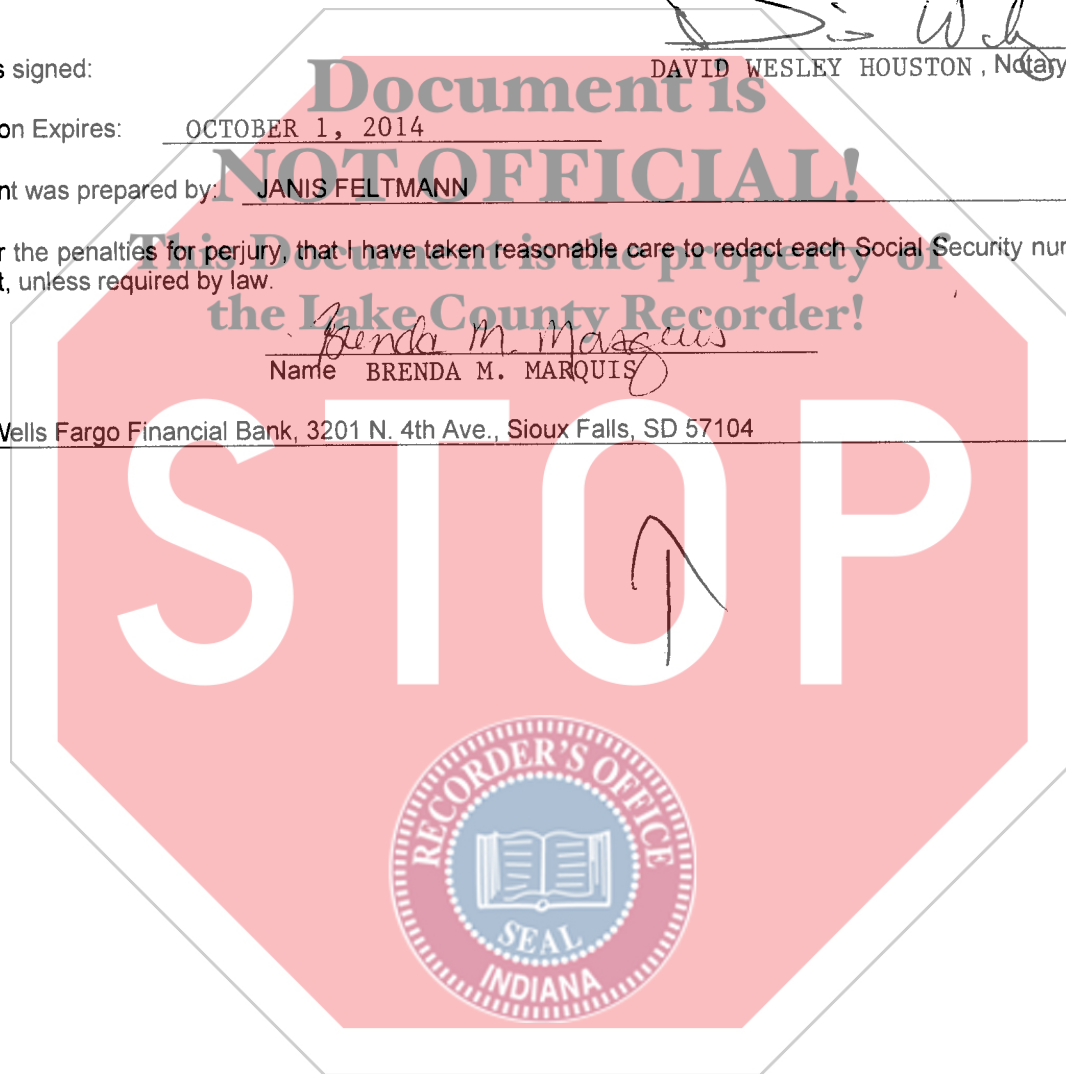 s signed:
DAVID WESLEY HOUSTON, Notary
Document is
on Expires: OCTOBER 1, 2014
NOT OFFICIAL!
nt was prepared by: JANIS FELTMANN
r the penalties for perjury, that I have taken reasonable care to redact each Social Security nu
This Document is the property of
t, unless required by law.
the Lake County Recorder!
Brenda M. Marquis
Name BRENDA M. MARQUIS
Wells Fargo Financial Bank, 3201 N. 4th Ave., Sioux Falls, SD 57104
STOP
RECORDER'S OFFICE
SEAL
INDIANA